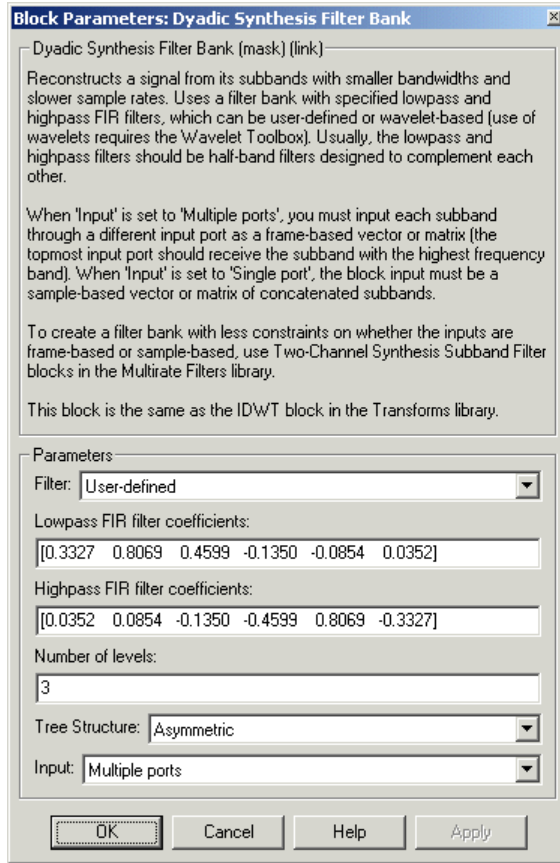 Block Parameters: Dyadic Synthesis Filter Bank
Dyadic Synthesis Filter Bank (mask) (link)
Reconstructs a signal from its subbands with smaller bandwidths and
slower sample rates. Uses a filter bank with specified lowpass and
highpass FIR filters, which can be user-defined or wavelet-based (use of
wavelets requires the Wavelet Toolbox). Usually, the lowpass and
highpass filters should be half-band filters designed to complement each
other.
When 'Input' is set to 'Multiple ports', you must input each subband
through a different input port as a frame-based vector or matrix (the
topmost input port should receive the subband with the highest frequency
band). When 'Input' is set to 'Single port', the block input must be a
sample-based vector or matrix of concatenated subbands.
To create a filter bank with less constraints on whether the inputs are
frame-based or sample-based, use Two-Channel Synthesis Subband Filter
blocks in the Multirate Filters library.
This block is the same as the IDWT block in the Transforms library.
Parameters
Filter: User-defined
Lowpass FIR filter coefficients:
[0.3327 0.8069 0.4599 -0.1350 -0.0854 0.0352]
Highpass FIR filter coefficients:
[0.0352 0.0854 -0.1350 -0.4599 0.8069 -0.3327]
Number of levels:
3
Tree Structure: Asymmetric
Input: Multiple ports
OK Cancel Help Apply